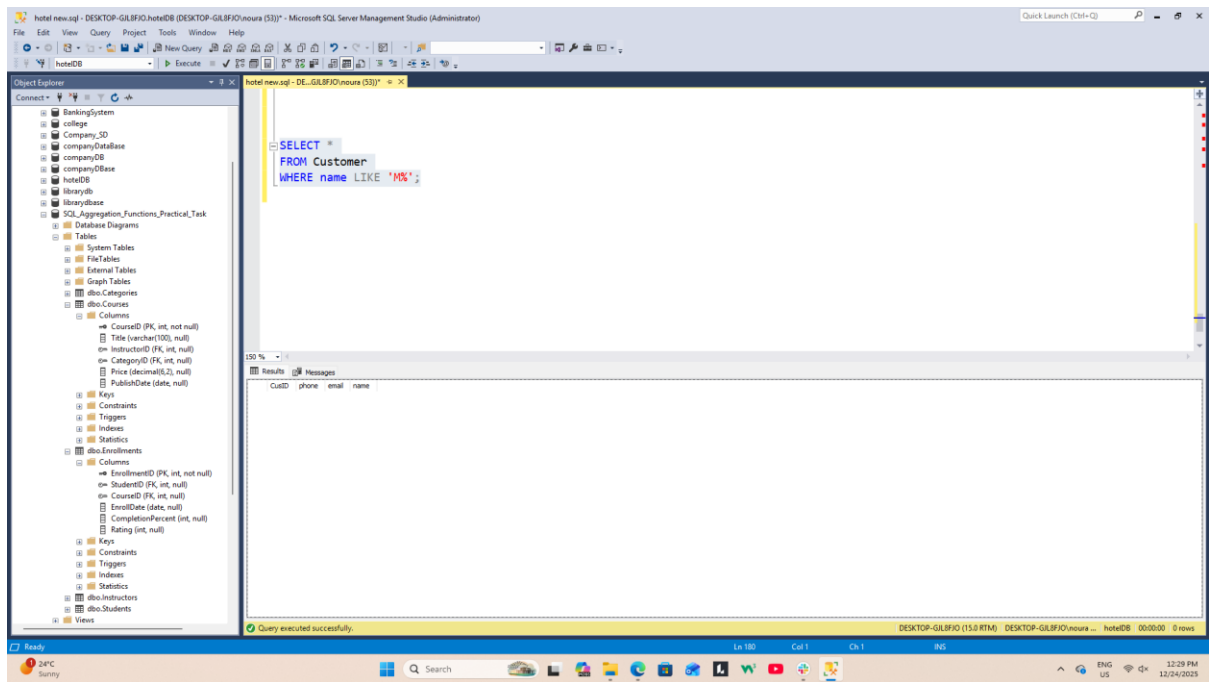 hotel new.sql - DESKTOP-GJL8FJO.hotelDB (DESKTOP-GJL8FJO\noura (53))* - Microsoft SQL Server Management Studio (Administrator)
Quick Launch (Ctrl+Q)
File Edit View Query Project Tools Window Help
New Query
hotelDB
Execute
Object Explorer
hotel new.sql - DE...GJL8FJO\noura (53))*
Connect
BankingSystem
college
Company_SD
companyDataBase
companyDB
companyDBase
hotelDB
librarydb
librarydbase
SQL_Aggregation_Functions_Practical_Task
Database Diagrams
Tables
System Tables
FileTables
External Tables
Graph Tables
dbo.Categories
dbo.Courses
Columns
CourseID (PK, int, not null)
Title (varchar(100), null)
InstructorID (FK, int, null)
CategoryID (FK, int, null)
Price (decimal(6,2), null)
PublishDate (date, null)
Keys
Constraints
Triggers
Indexes
Statistics
dbo.Enrollments
Columns
EnrollmentID (PK, int, not null)
StudentID (FK, int, null)
CourseID (FK, int, null)
EnrollDate (date, null)
CompletionPercent (int, null)
Rating (int, null)
Keys
Constraints
Triggers
Indexes
Statistics
dbo.Instructors
dbo.Students
Views
SELECT *
FROM Customer
WHERE name LIKE 'M%';
150 %
Results Messages
CusID phone email name
Query executed successfully.
DESKTOP-GJL8FJO (15.0 RTM) DESKTOP-GJL8FJO\noura ... hotelDB 00:00:00 0 rows
Ready
Ln 180 Col 1 Ch 1 INS
1
24°C
Sunny
Search
ENG
US
12:29 PM
12/24/2025